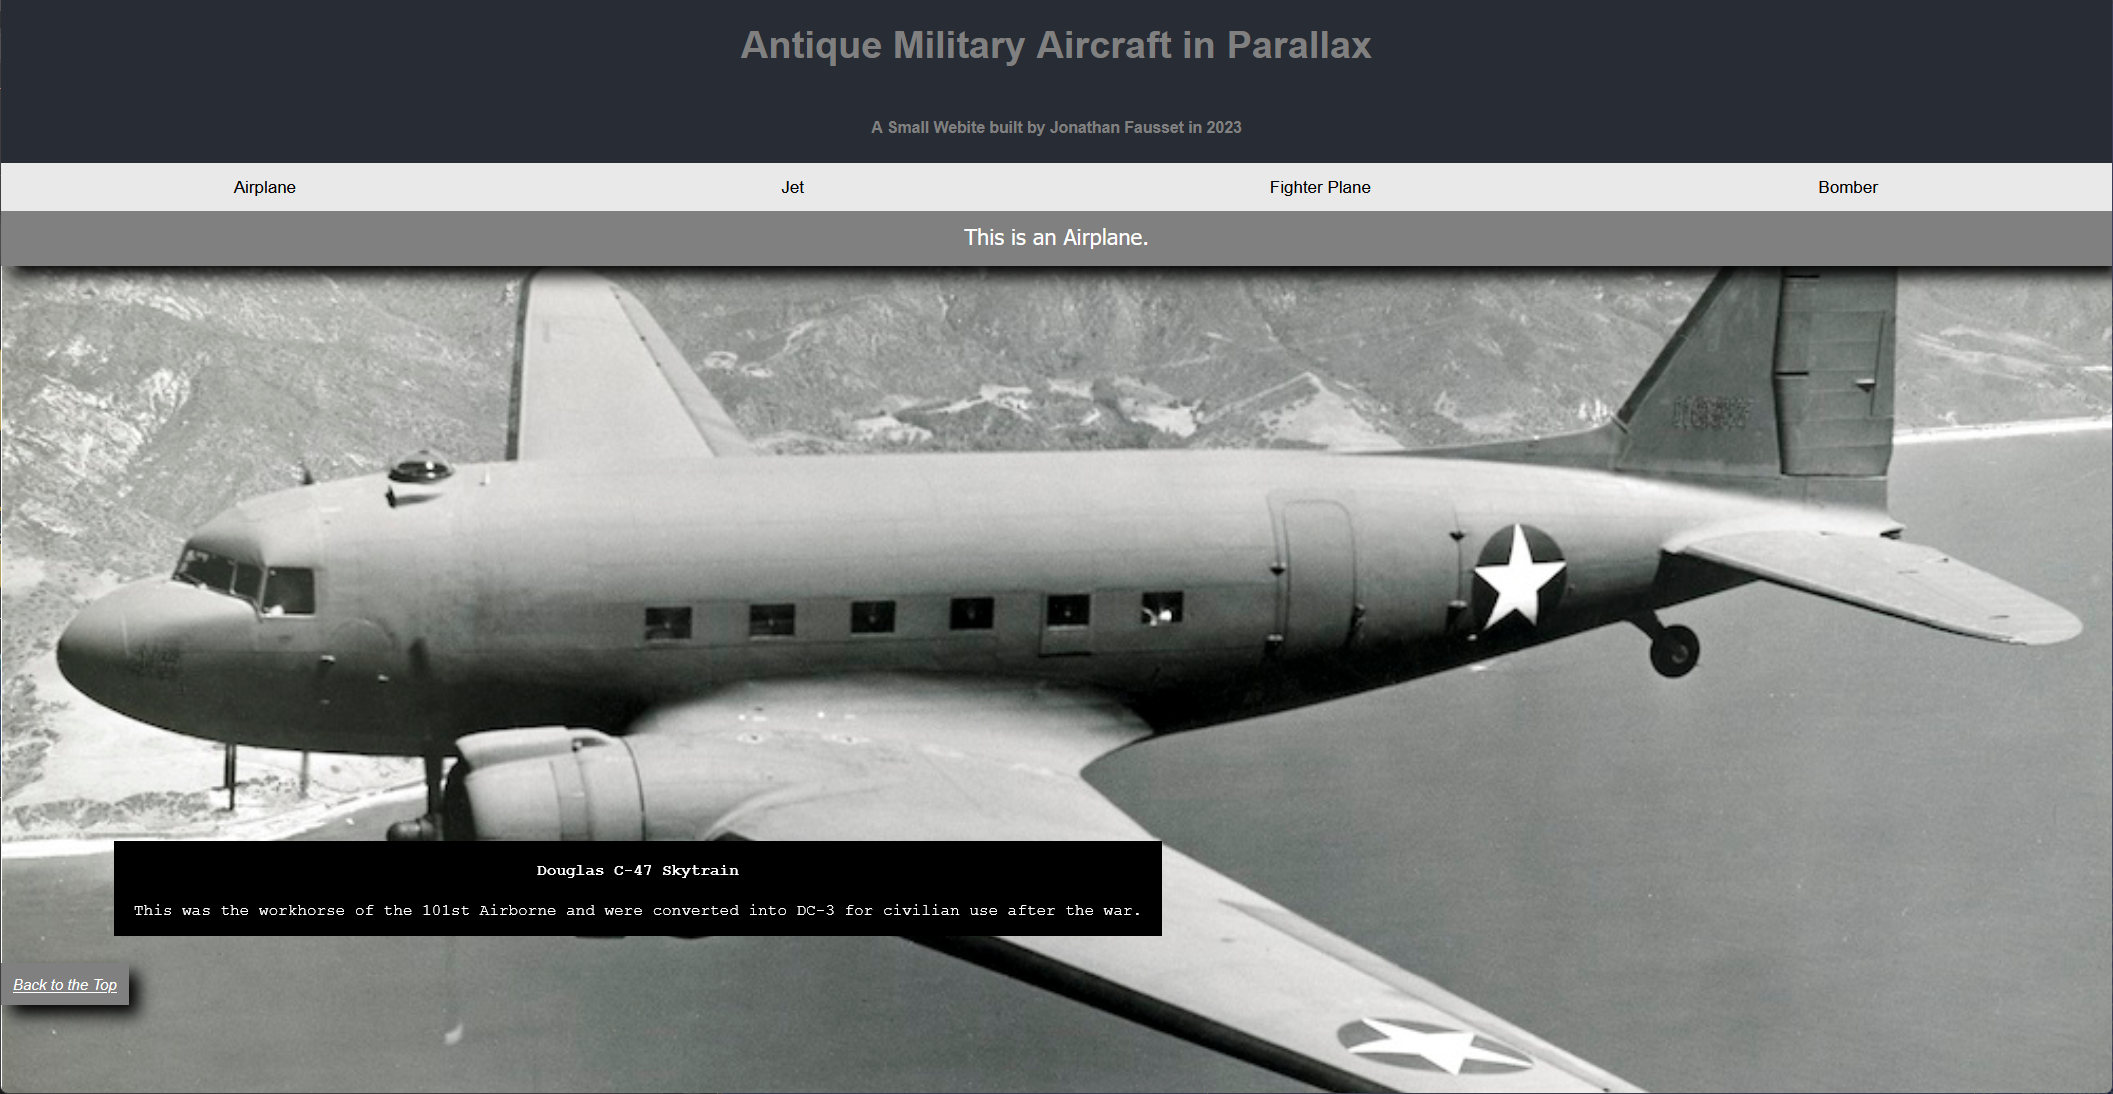 Antique Military Aircraft in Parallax
A Small Webite built by Jonathan Fausset in 2023
Airplane Jet Fighter Plane Bomber
This is an Airplane.
Douglas C-47 Skytrain
This was the workhorse of the 101st Airborne and were converted into DC-3 for civilian use after the war.
Back to the Top